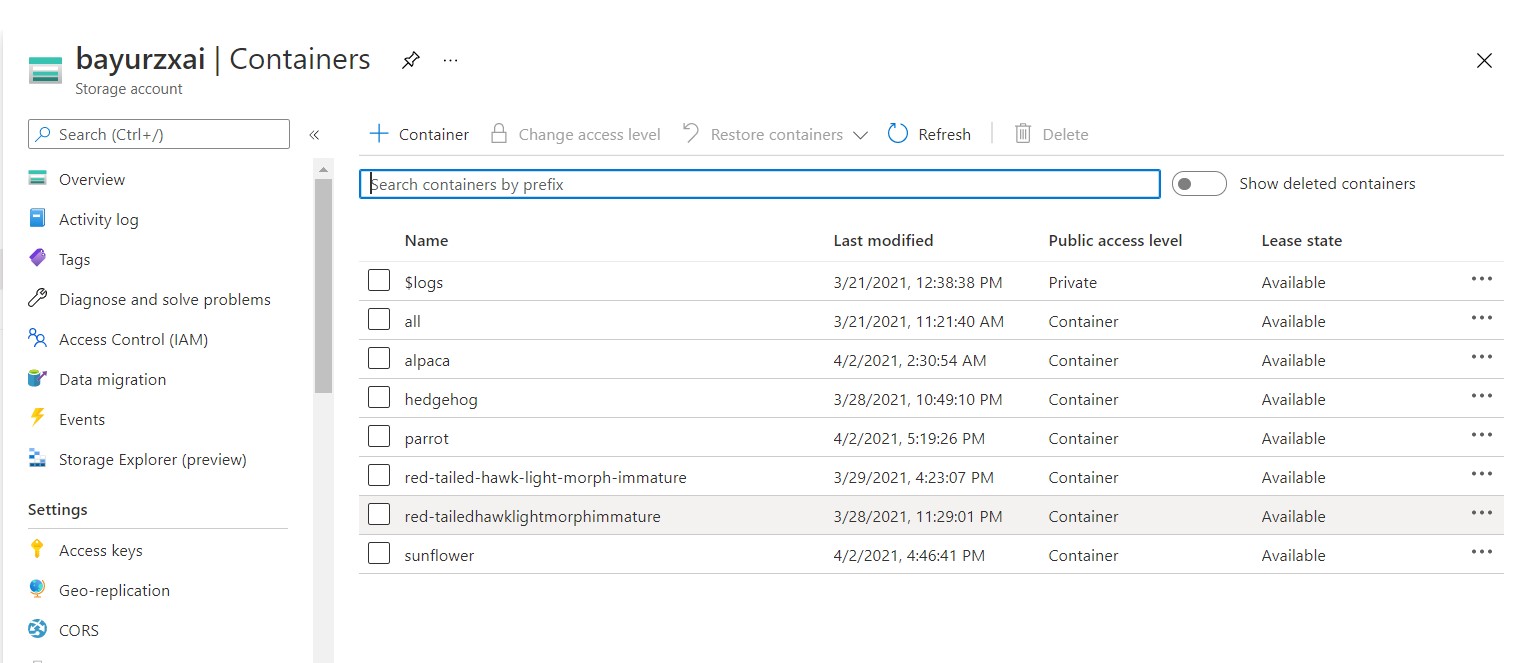 bayurzxai | Containers
Storage account
Search (Ctrl+/)
Overview
Activity log
Tags
Diagnose and solve problems
Access Control (IAM)
Data migration
Events
Storage Explorer (preview)
Settings
Access keys
Geo-replication
CORS
Container Change access level Restore containers Refresh Delete
Search containers by prefix Show deleted containers
Name Last modified Public access level Lease state
$logs 3/21/2021, 12:38:38 PM Private Available
all 3/21/2021, 11:21:40 AM Container Available
alpaca 4/2/2021, 2:30:54 AM Container Available
hedgehog 3/28/2021, 10:49:10 PM Container Available
parrot 4/2/2021, 5:19:26 PM Container Available
red-tailed-hawk-light-morph-immature 3/29/2021, 4:23:07 PM Container Available
red-tailedhawklightmorphimmature 3/28/2021, 11:29:01 PM Container Available
sunflower 4/2/2021, 4:46:41 PM Container Available